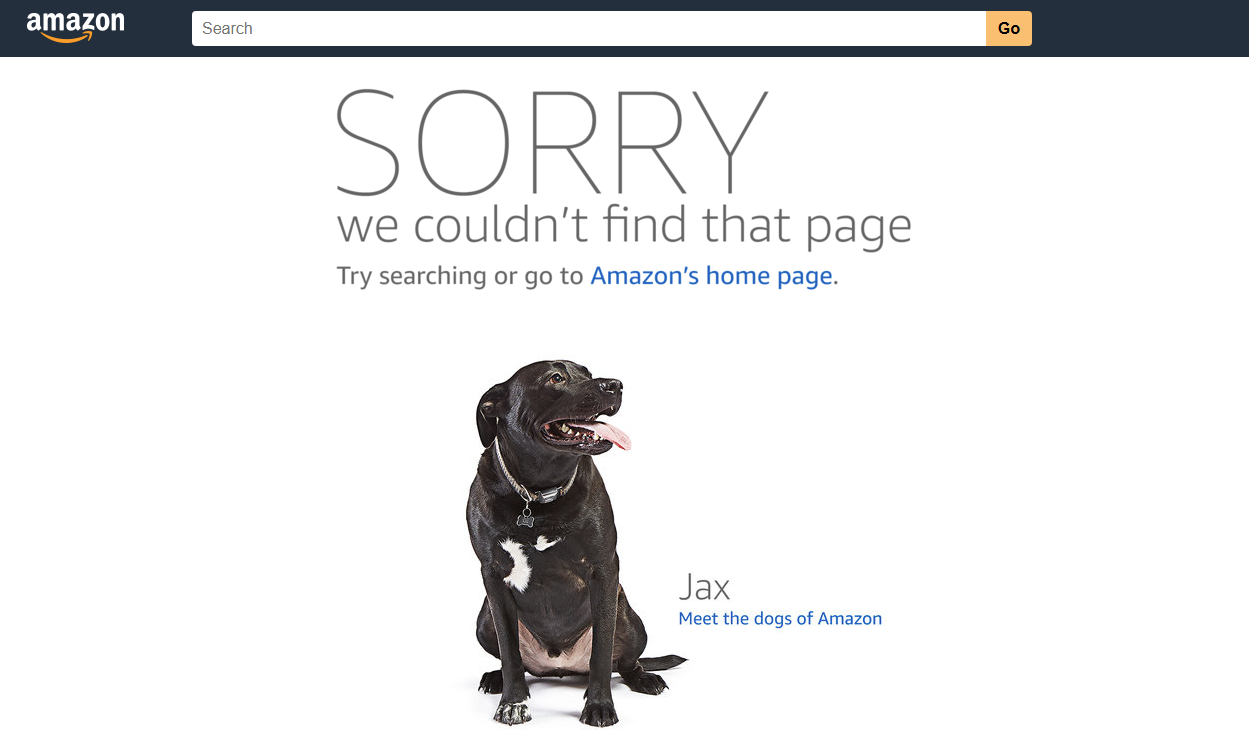 amazon
Search
Go
SORRY
we couldn't find that page
Try searching or go to Amazon's home page.
Jax
Meet the dogs of Amazon